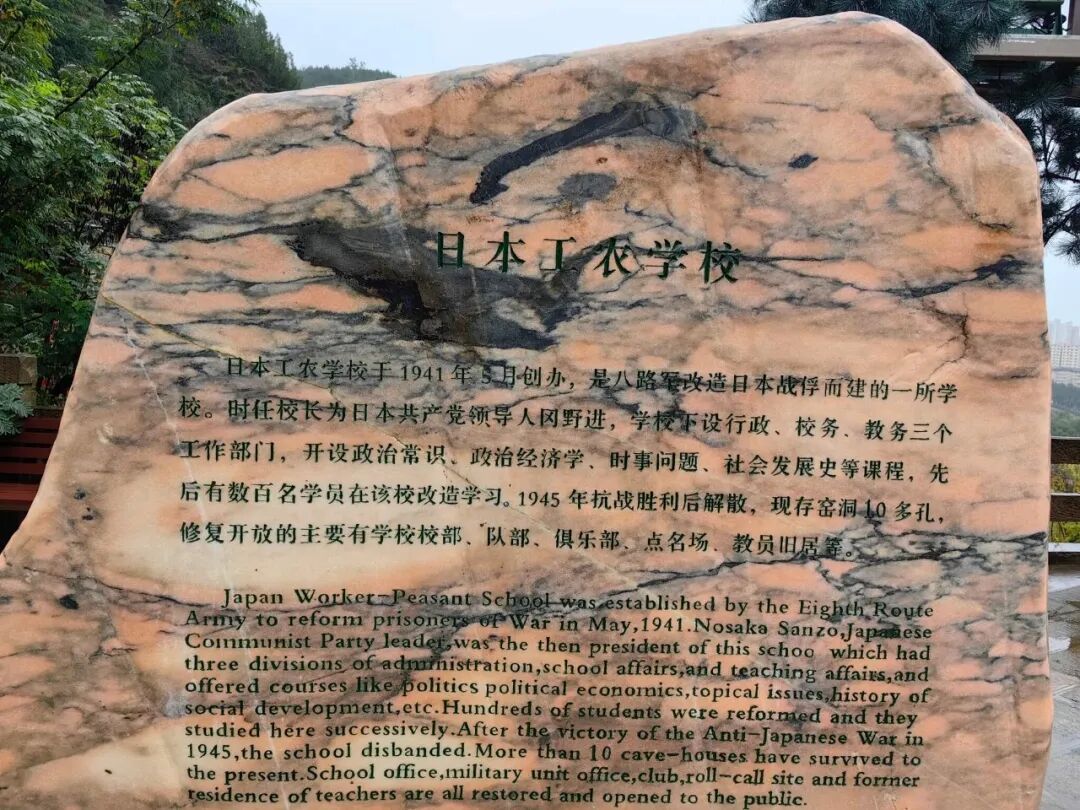 日本工农学校
日本工农学校于1941年5月创办，是八路军改造日本战俘而建的一所学
校。时任校长为日本共产党领导人冈野进，学校下设行政、校务、教务三个
工作部门，开设政治常识、政治经济学、时事问题、社会发展史等课程，先
后有数百名学员在该校改造学习。1945年抗战胜利后解散，现存窑洞10多孔，
修复开放的主要有学校校部、队部、俱乐部、点名场、教员旧居等。
Japan Worker-Peasant School was established by the Eighth Route
Army to reform prisoners of War in May,1941.Nosaka Sanzo,Japanese
Communist Party leader,was the then president of this schoo which had
three divisions of administration,school affairs,and teaching affairs,and
offered courses like politics political economics,topical issues,history of
social development,etc.Hundreds of students were reformed and they
studied here successively.After the victory of the Anti-Japanese War in
1945,the school disbanded.More than 10 cave-houses have survived to
the present.School office,military unit office,club,roll-call site and former
residence of teachers are all restored and opened to the public.